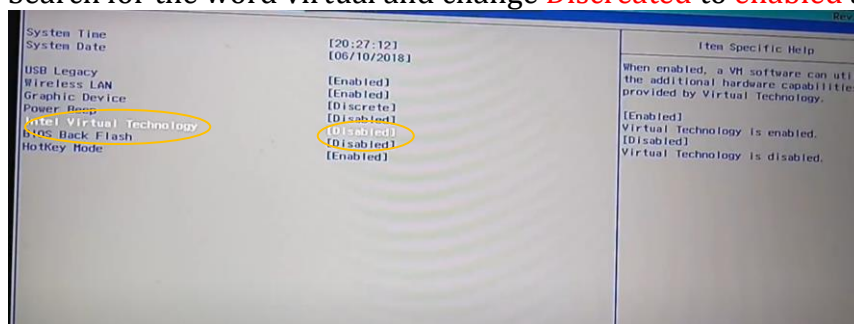 Search for the word virtual and change Discreated to enabled
Rev
System Time [20:27:12]
System Date [06/10/2018]
USB Legacy [Enabled]
Wireless LAN [Enabled]
Graphic Device [Discrete]
Power Beep [Disabled]
Intel Virtual Technology [Disabled]
BIOS Back Flash [Disabled]
HotKey Mode [Enabled]
Item Specific Help
When enabled, a VM software can uti
the additional hardware capabilitie
provided by Virtual Technology.
[Enabled]
Virtual Technology is enabled.
[Disabled]
Virtual Technology is disabled.